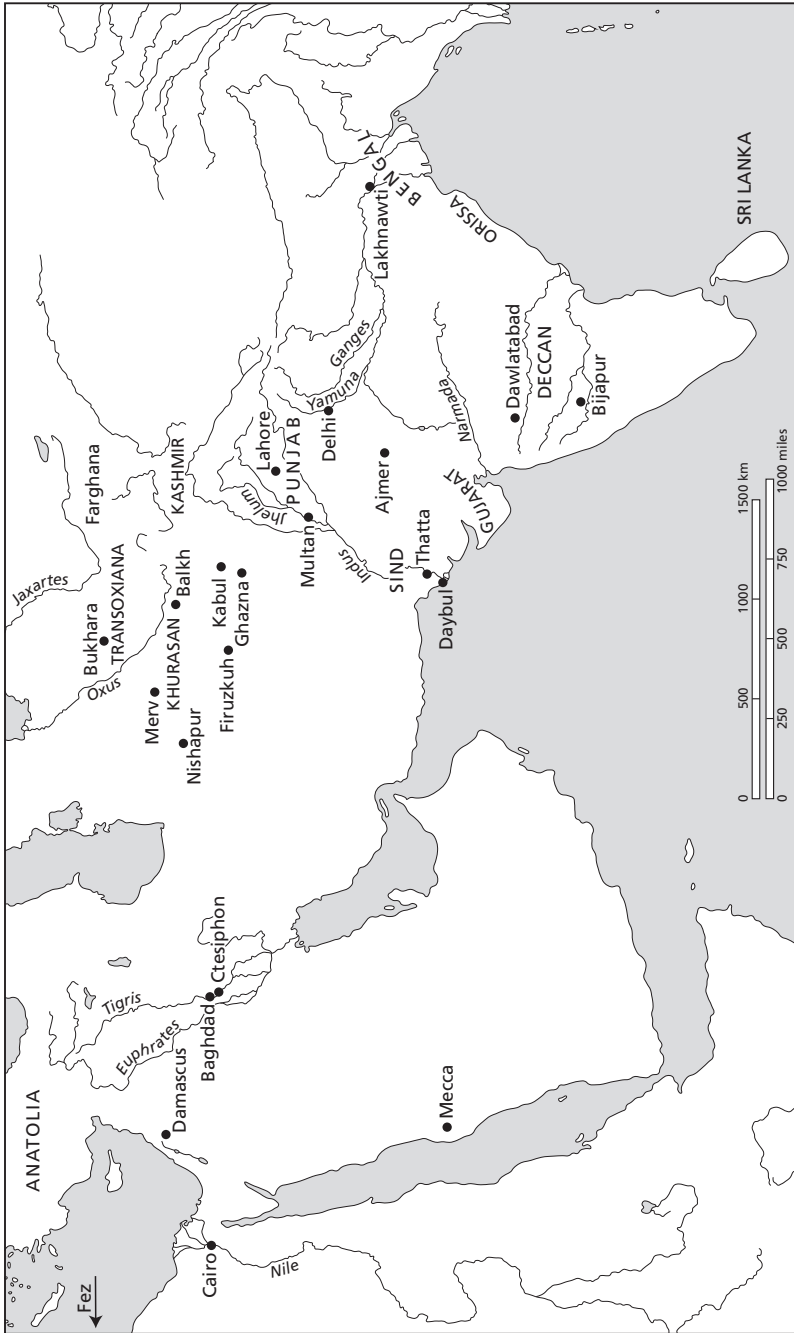 Fez
ANATOLIA
Cairo
Nile
Damascus
Euphrates
Tigris
Baghdad
Ctesiphon
Mecca
Jaxartes
Oxus
Bukhara
TRANSOXIANA
Farghana
Merv
KHURASAN
Balkh
Nishapur
Firuzkuh
Kabul
Ghazna
KASHMIR
Lahore
PUNJAB
Jhelum
Multan
Indus
SIND
Thatta
Daybul
Delhi
Yamuna
Ganges
Ajmer
GUJARAT
Narmada
Lakhnawti
BENGAL
ORISSA
Dawlatabad
DECCAN
Bijapur
SRI LANKA
0 500 1000 1500 km
0 250 500 750 1000 miles